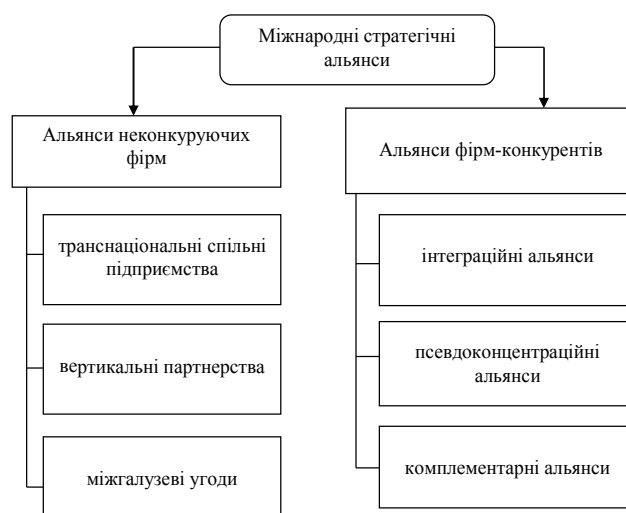 Міжнародні стратегічні
альянси
Альянси неконкуруючих
фірм
транснаціональні спільні
підприємства
вертикальні партнерства
міжгалузеві угоди
Альянси фірм-конкурентів
інтеграційні альянси
псевдоконцентраційні
альянси
комплементарні альянси